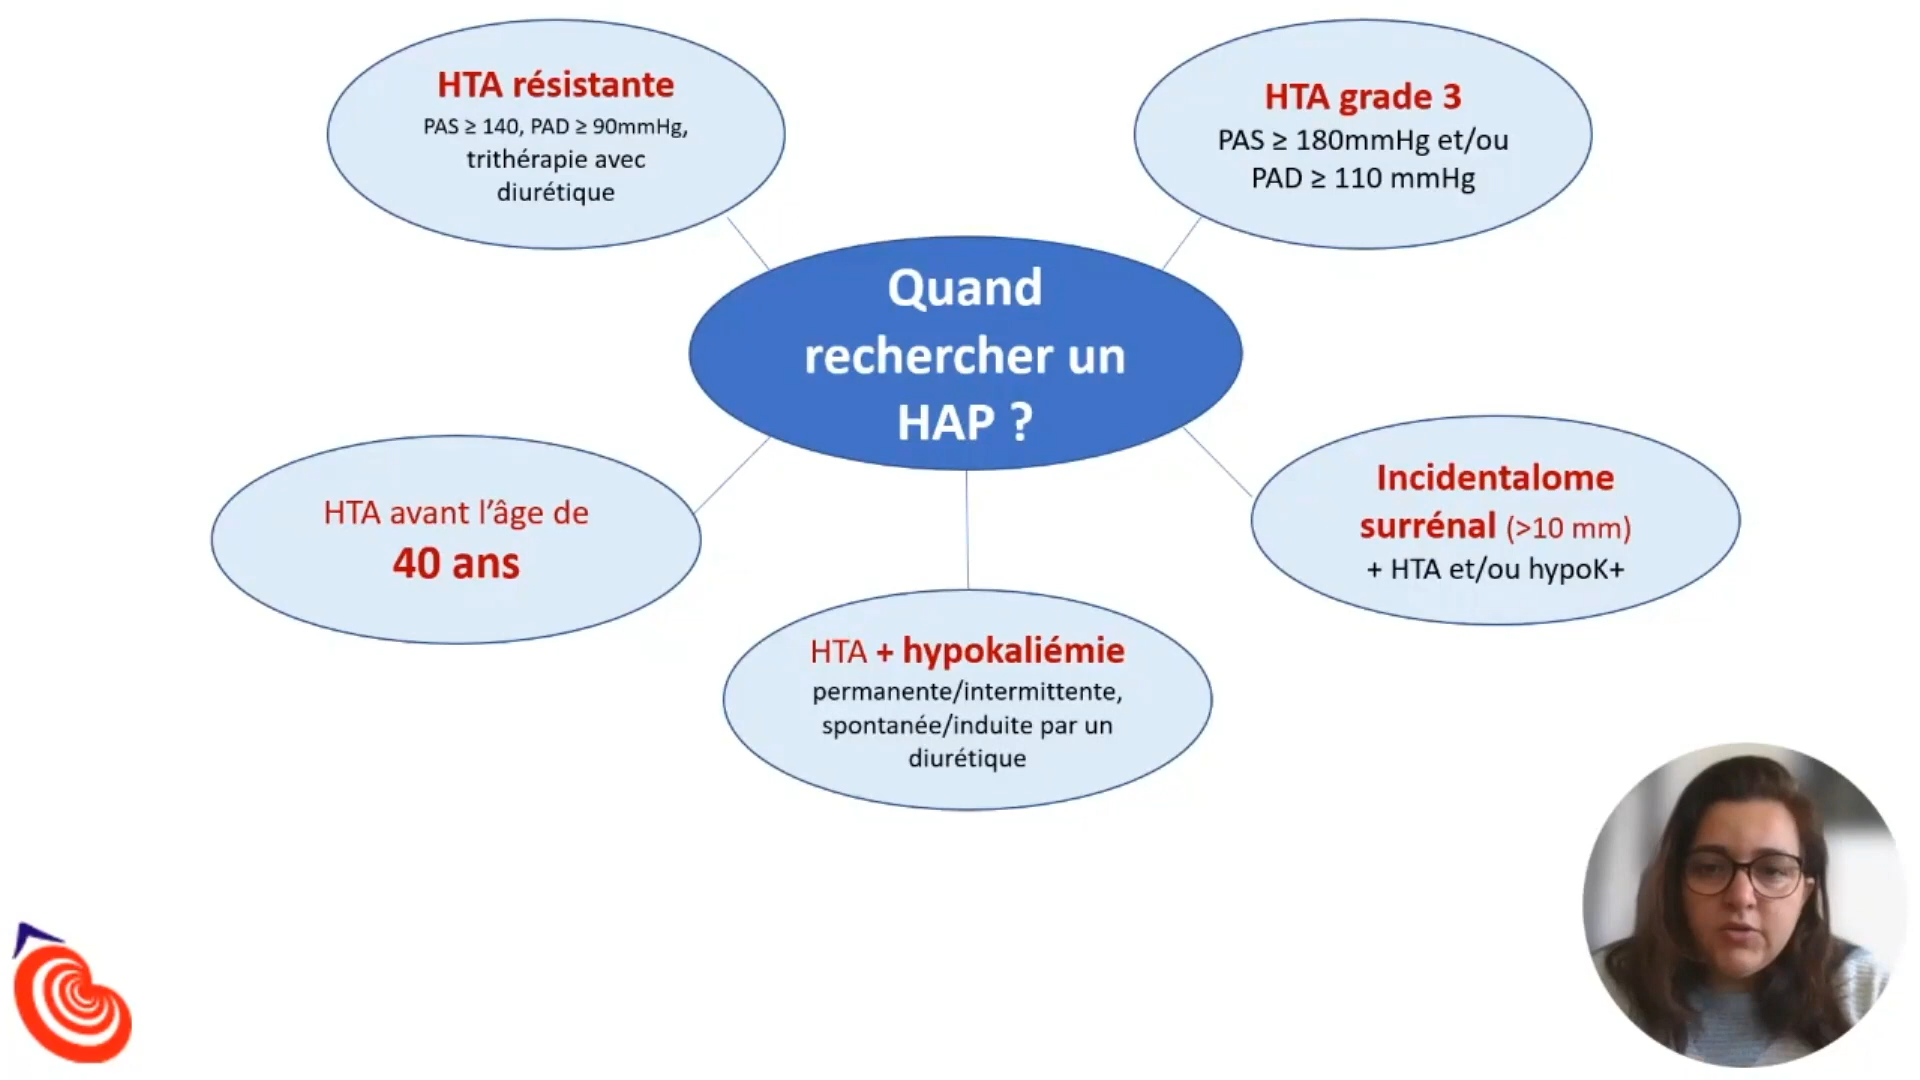 HTA résistante
PAS ≥ 140, PAD ≥ 90mmHg,
trithérapie avec
diurétique
HTA grade 3
PAS ≥ 180mmHg et/ou
PAD ≥ 110 mmHg
Quand
rechercher un
HAP ?
HTA avant l’âge de
40 ans
Incidentalome
surrénal (>10 mm)
+ HTA et/ou hypoK+
HTA + hypokaliémie
permanente/intermittente,
spontanée/induite par un
diurétique